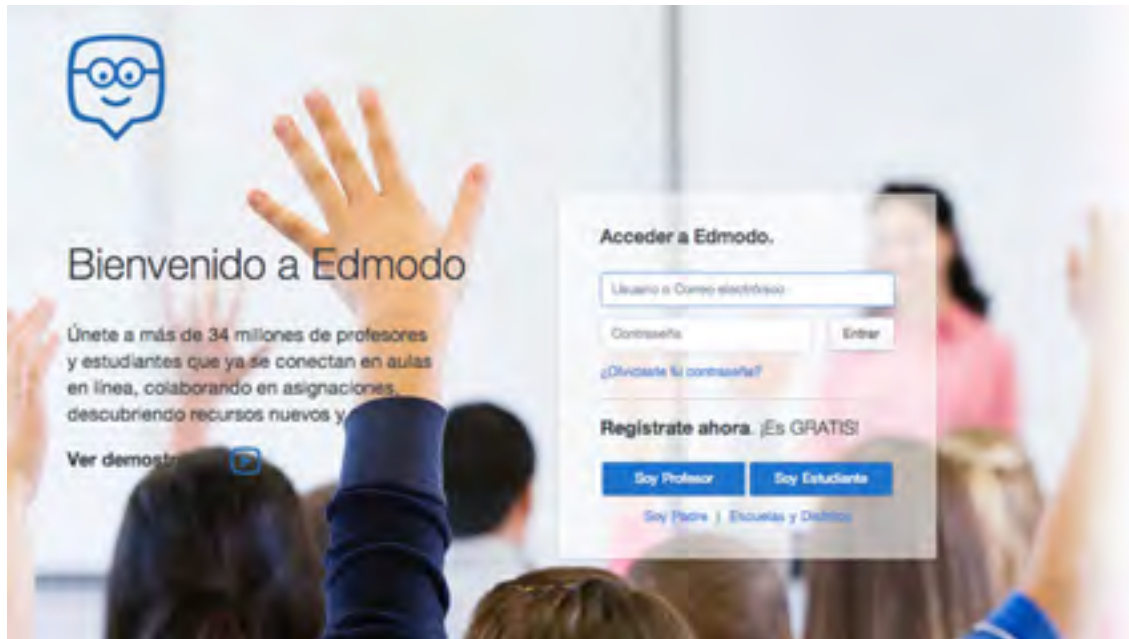 Bienvenido a Edmodo
Únete a más de 34 millones de profesores
y estudiantes que ya se conectan en aulas
en línea, colaborando en asignaciones,
descubriendo recursos nuevos y
Ver demostr
Acceder a Edmodo.
Usuario o Correo electrónico
Contraseña
Entrar
¿Olvidaste tu contraseña?
Regístrate ahora. ¡Es GRATIS!
Soy Profesor
Soy Estudiante
Soy Padre | Escuelas y Distritos